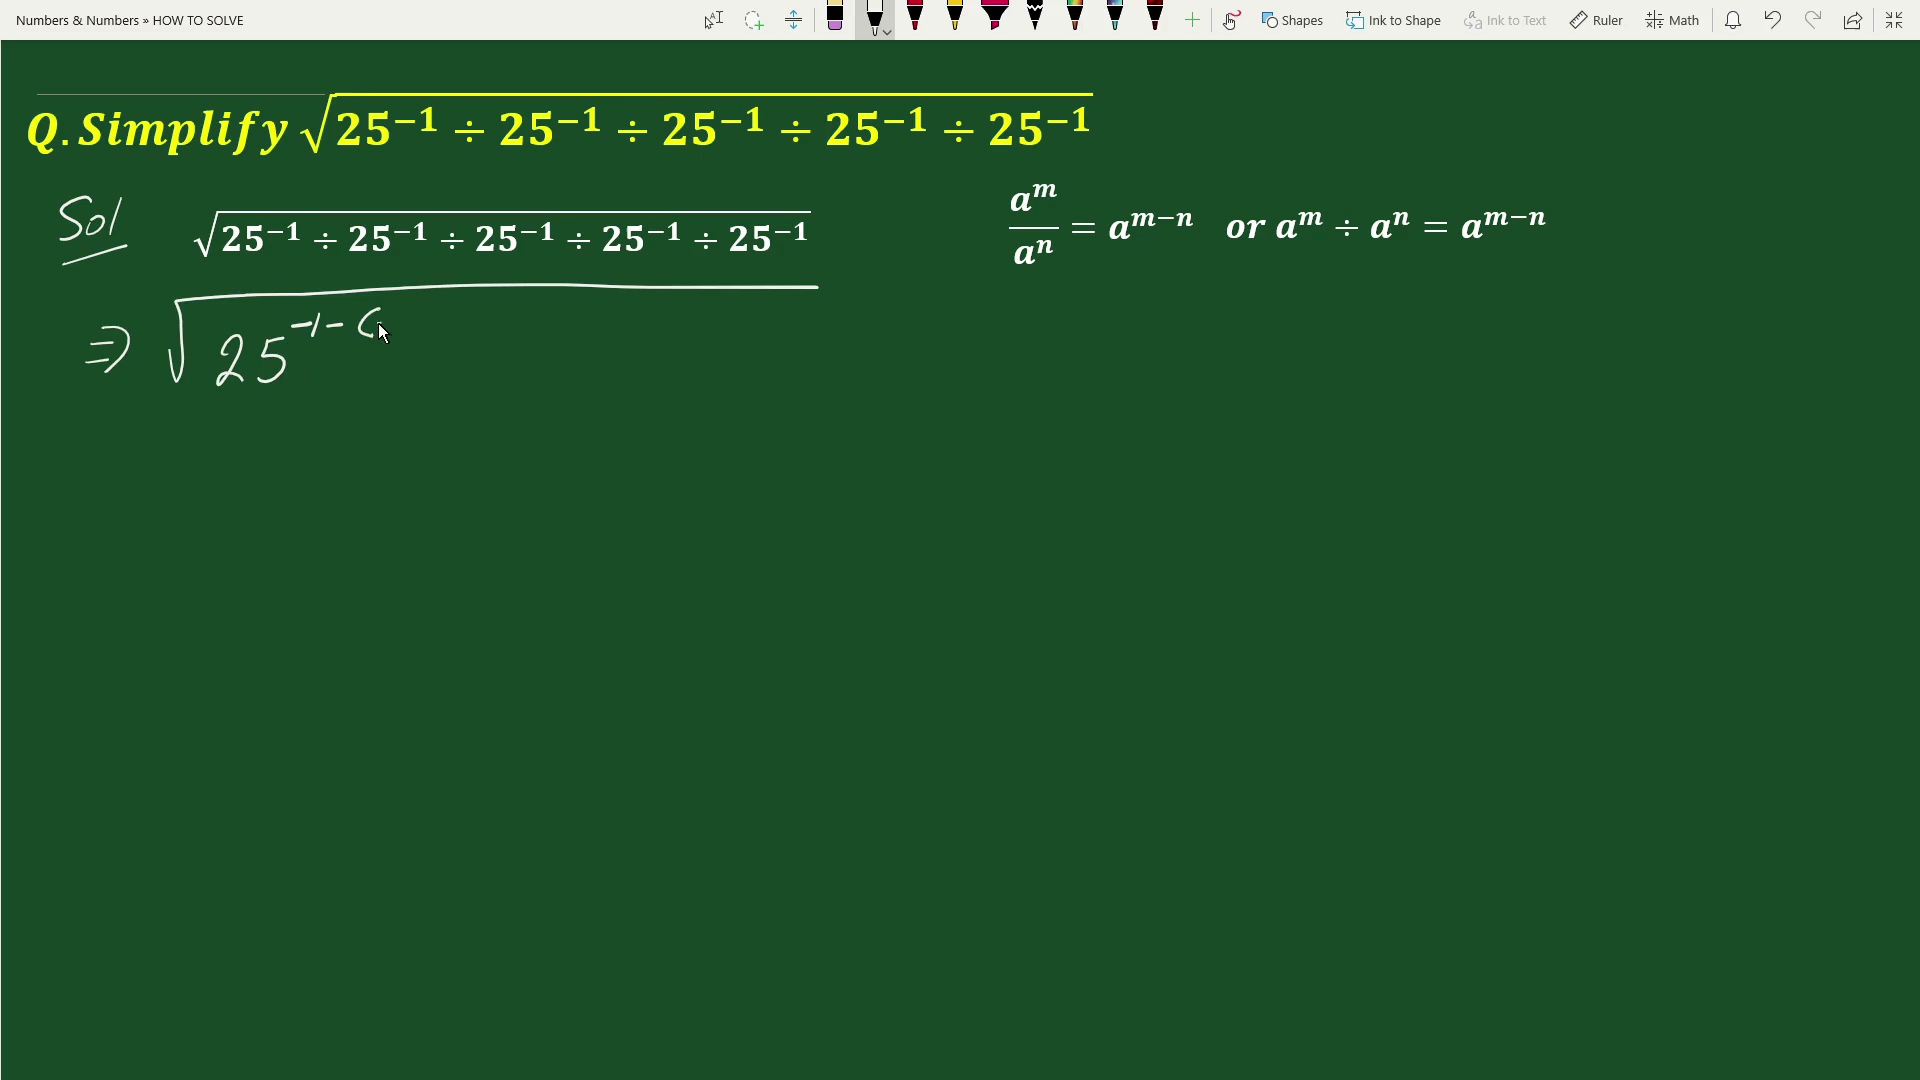 Numbers & Numbers » HOW TO SOLVE
Shapes Ink to Shape Ink to Text Ruler Math
Q. Simplify √25⁻¹ ÷ 25⁻¹ ÷ 25⁻¹ ÷ 25⁻¹ ÷ 25⁻¹
Sol √25⁻¹ ÷ 25⁻¹ ÷ 25⁻¹ ÷ 25⁻¹ ÷ 25⁻¹
aᵐ/aⁿ = aᵐ⁻ⁿ or aᵐ ÷ aⁿ = aᵐ⁻ⁿ
⇒ √25⁻¹⁻⁽